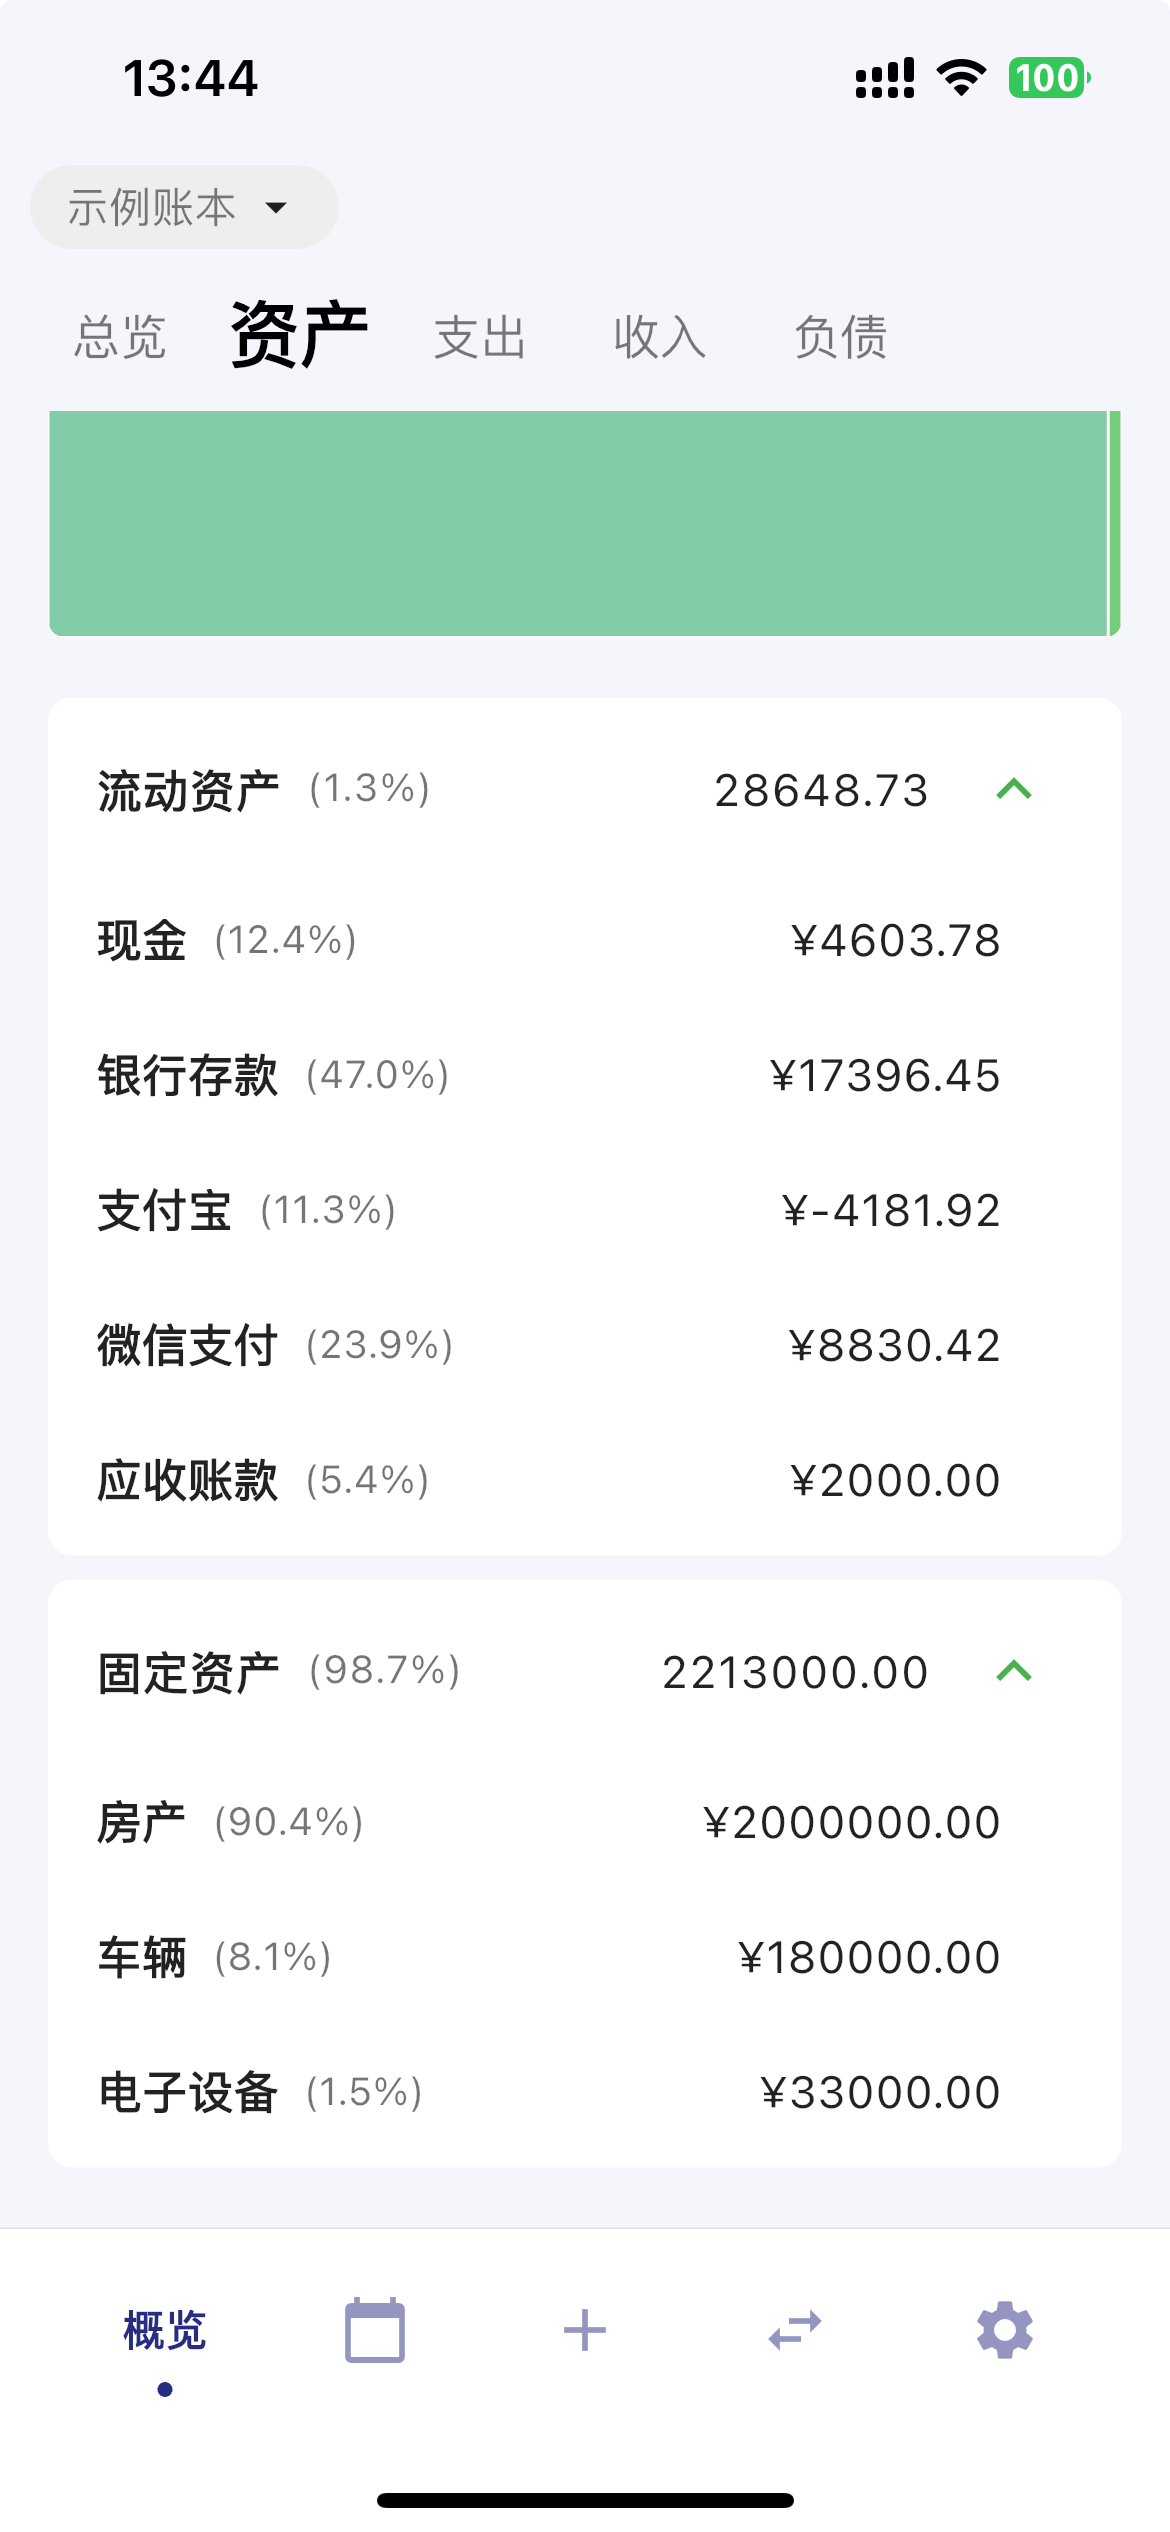 13:44
100
示例账本
总览 资产 支出 收入 负债
流动资产 (1.3%) 28648.73
现金 (12.4%) ¥4603.78
银行存款 (47.0%) ¥17396.45
支付宝 (11.3%) ¥-4181.92
微信支付 (23.9%) ¥8830.42
应收账款 (5.4%) ¥2000.00
固定资产 (98.7%) 2213000.00
房产 (90.4%) ¥2000000.00
车辆 (8.1%) ¥180000.00
电子设备 (1.5%) ¥33000.00
概览